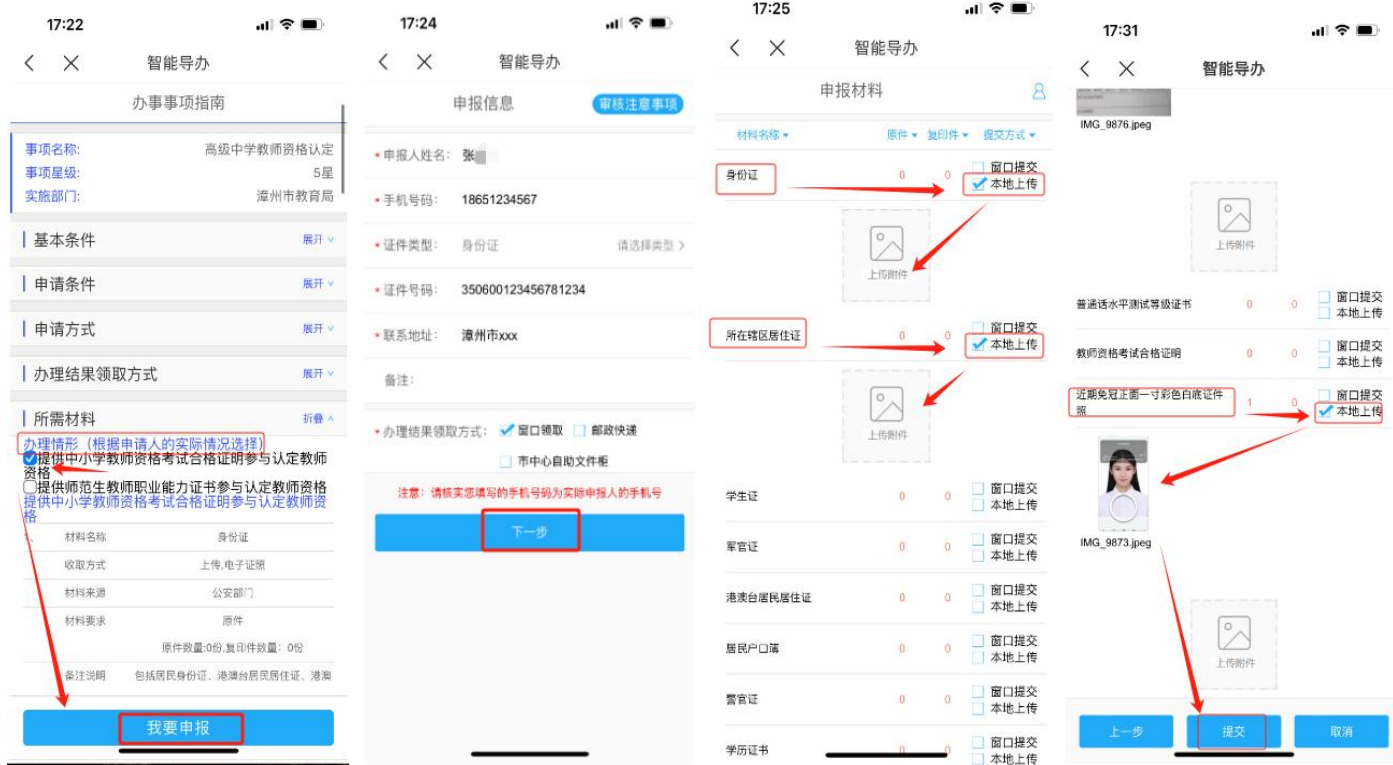 17:22
智能导办
办事事项指南
事项名称: 高级中学教师资格认定
事项星级: 5星
实施部门: 漳州市教育局
基本条件 展开
申请条件 展开
申请方式 展开
办理结果领取方式 展开
所需材料 折叠
办理情形（根据申请人的实际情况选择）
提供中小学教师资格考试合格证明参与认定教师
资格
提供师范生教师职业能力证书参与认定教师资格
提供中小学教师资格考试合格证明参与认定教师资
格
材料名称 身份证
收取方式 上传,电子证照
材料来源 公安部门
材料要求 原件
原件数量:0份,复印件数量: 0份
备注说明 包括居民身份证、港澳台居民居住证、港澳
我要申报
17:24
智能导办
申报信息 审核注意事项
*申报人姓名: 张
*手机号码: 18651234567
*证件类型: 身份证 请选择类型
*证件号码: 350600123456781234
*联系地址: 漳州市xxx
备注:
*办理结果领取方式: 窗口领取 邮政快递
市中心自助文件柜
注意: 请核实您填写的手机号码为实际申报人的手机号
下一步
17:25
智能导办
申报材料
材料名称 原件 复印件 提交方式
身份证 0 0 窗口提交
本地上传
上传附件
所在辖区居住证 0 0 窗口提交
本地上传
上传附件
学生证 0 0 窗口提交
本地上传
军官证 0 0 窗口提交
本地上传
港澳台居民居住证 0 0 窗口提交
本地上传
居民户口簿 0 0 窗口提交
本地上传
警官证 0 0 窗口提交
本地上传
学历证书 0 0 窗口提交
本地上传
17:31
智能导办
IMG_9876.jpeg
上传附件
普通话水平测试等级证书 0 0 窗口提交
本地上传
教师资格考试合格证明 0 0 窗口提交
本地上传
近期免冠正面一寸彩色白底证件 1 0 窗口提交
照 本地上传
IMG_9873.jpeg
上传附件
上一步 提交 取消